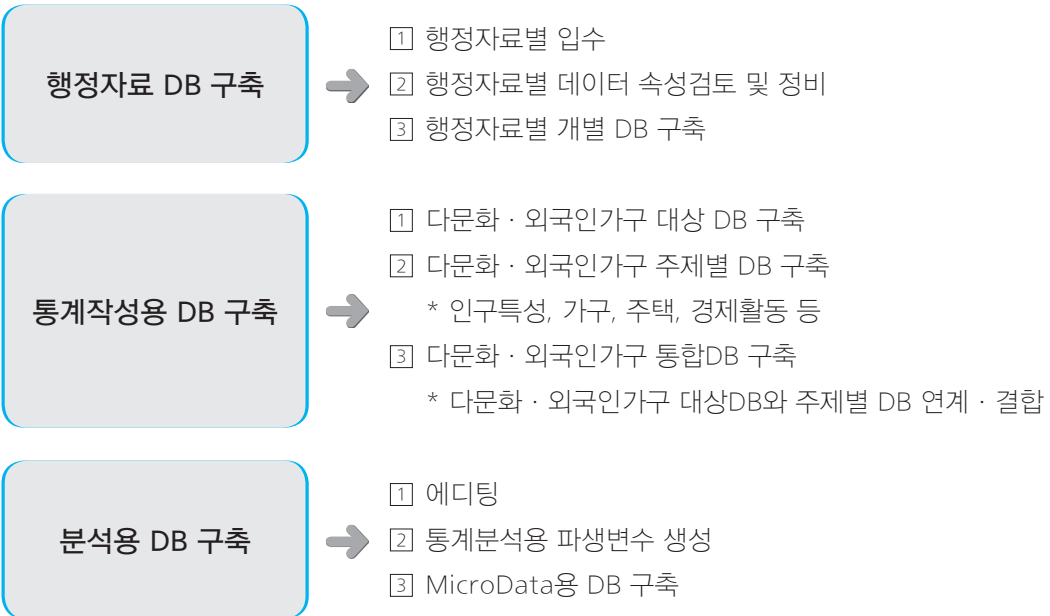 행정자료 DB 구축
1 행정자료별 입수
2 행정자료별 데이터 속성검토 및 정비
3 행정자료별 개별 DB 구축
통계작성용 DB 구축
1 다문화 · 외국인가구 대상 DB 구축
2 다문화 · 외국인가구 주제별 DB 구축
* 인구특성, 가구, 주택, 경제활동 등
3 다문화 · 외국인가구 통합DB 구축
* 다문화 · 외국인가구 대상DB와 주제별 DB 연계 · 결합
분석용 DB 구축
1 에디팅
2 통계분석용 파생변수 생성
3 MicroData용 DB 구축